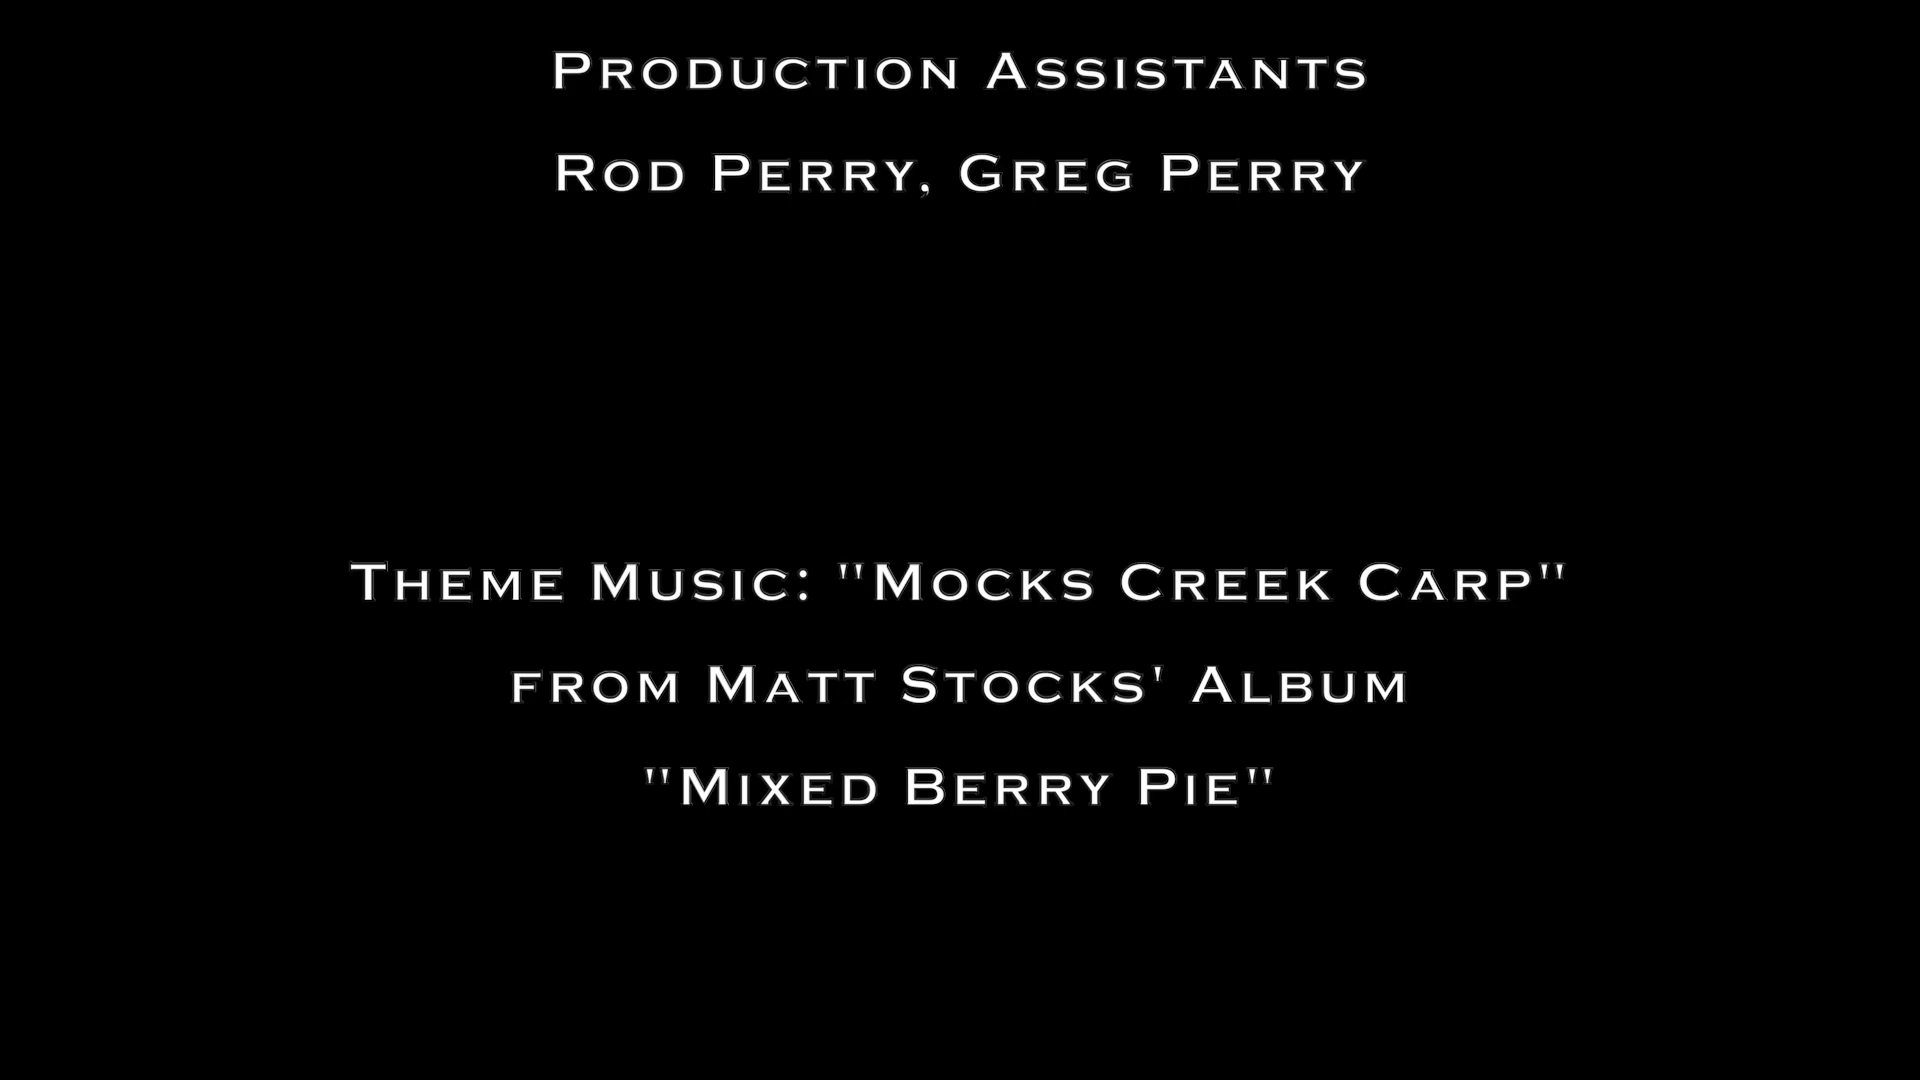 Production Assistants
Rod Perry, Greg Perry
Theme Music: "Mocks Creek Carp"
from Matt Stocks' Album
"Mixed Berry Pie"